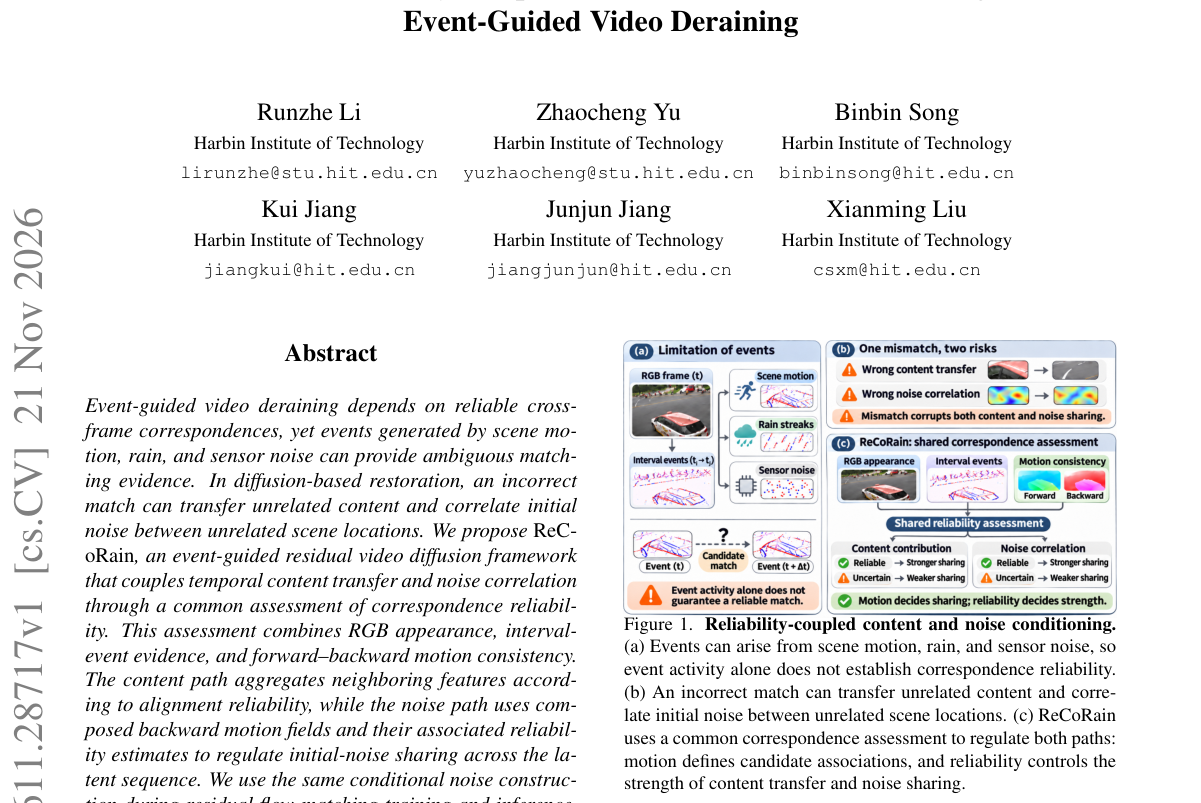 Event-Guided Video Deraining
Runzhe Li
Harbin Institute of Technology
lirunzhe@stu.hit.edu.cn
Zhaocheng Yu
Harbin Institute of Technology
yuzhaocheng@stu.hit.edu.cn
Binbin Song
Harbin Institute of Technology
binbinsong@hit.edu.cn
Kui Jiang
Harbin Institute of Technology
jiangkui@hit.edu.cn
Junjun Jiang
Harbin Institute of Technology
jiangjunjun@hit.edu.cn
Xianming Liu
Harbin Institute of Technology
csxm@hit.edu.cn
611.28717v1 [cs.CV] 21 Nov 2026
Abstract
Event-guided video deraining depends on reliable cross-
frame correspondences, yet events generated by scene mo-
tion, rain, and sensor noise can provide ambiguous match-
ing evidence. In diffusion-based restoration, an incorrect
match can transfer unrelated content and correlate initial
noise between unrelated scene locations. We propose ReC-
oRain, an event-guided residual video diffusion framework
that couples temporal content transfer and noise correlation
through a common assessment of correspondence reliabil-
ity. This assessment combines RGB appearance, interval-
event evidence, and forward–backward motion consistency.
The content path aggregates neighboring features accord-
ing to alignment reliability, while the noise path uses com-
posed backward motion fields and their associated reliabil-
ity estimates to regulate initial-noise sharing across the la-
tent sequence. We use the same conditional noise construc-
tion during residual flow matching training and inference.
(a) Limitation of events
RGB frame (t)
Scene motion
Rain streaks
Interval events (t₁→t₂)
Sensor noise
?
Candidate
match
Event (t)
Event (t + Δt)
Event activity alone does not
guarantee a reliable match.
(b) One mismatch, two risks
Wrong content transfer
Wrong noise correlation
Mismatch corrupts both content and noise sharing.
(c) ReCoRain: shared correspondence assessment
RGB appearance
Interval events
Motion consistency
Forward
Backward
Shared reliability assessment
Content contribution
Reliable → Stronger sharing
Uncertain → Weaker sharing
Noise correlation
Reliable → Stronger sharing
Uncertain → Weaker sharing
Motion decides sharing; reliability decides strength.
Figure 1. Reliability-coupled content and noise conditioning.
(a) Events can arise from scene motion, rain, and sensor noise, so
event activity alone does not establish correspondence reliability.
(b) An incorrect match can transfer unrelated content and corre-
late initial noise between unrelated scene locations. (c) ReCoRain
uses a common correspondence assessment to regulate both paths:
motion defines candidate associations, and reliability controls the
strength of content transfer and noise sharing.